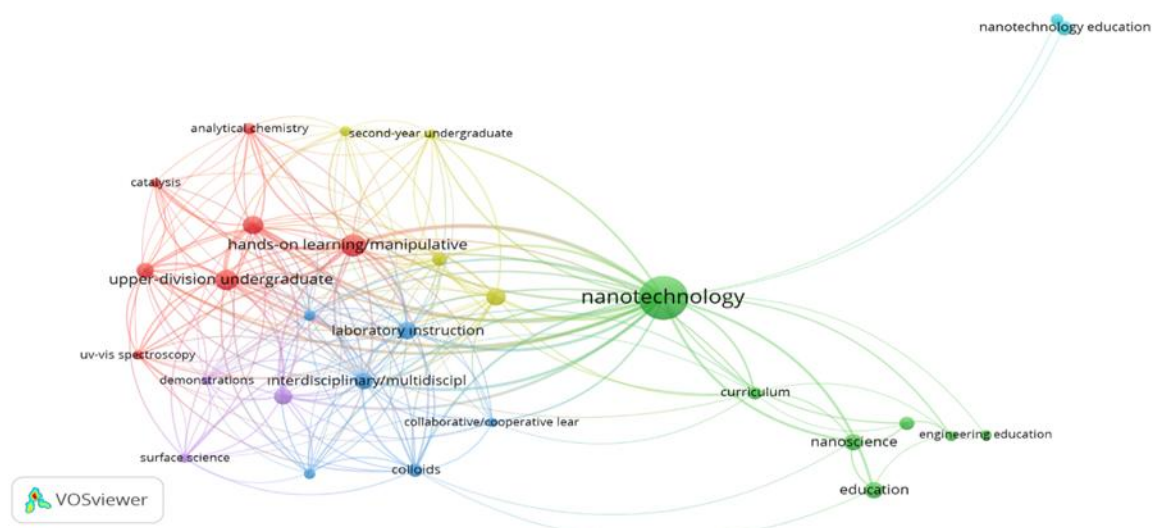 nanotechnology education
analytical chemistry
second-year undergraduate
catalysis
hands-on learning/manipulative
upper-division undergraduate
nanotechnology
laboratory instruction
uv-vis spectroscopy
demonstrations
interdisciplinary/multidiscipl
curriculum
collaborative/cooperative lear
engineering education
nanoscience
surface science
colloids
education
VOSviewer